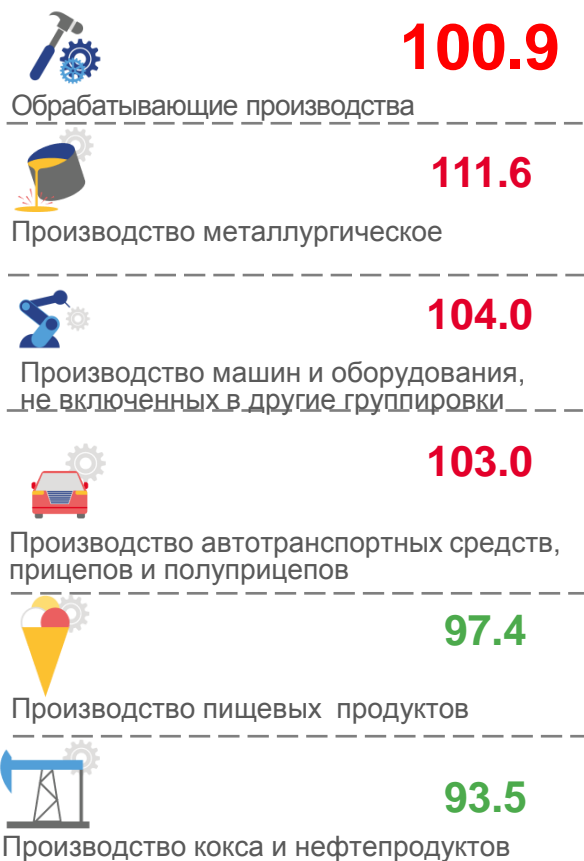 100.9
Обрабатывающие производства
111.6
Производство металлургическое
104.0
Производство машин и оборудования,
не включенных в другие группировки
103.0
Производство автотранспортных средств,
прицепов и полуприцепов
97.4
Производство пищевых продуктов
93.5
Производство кокса и нефтепродуктов